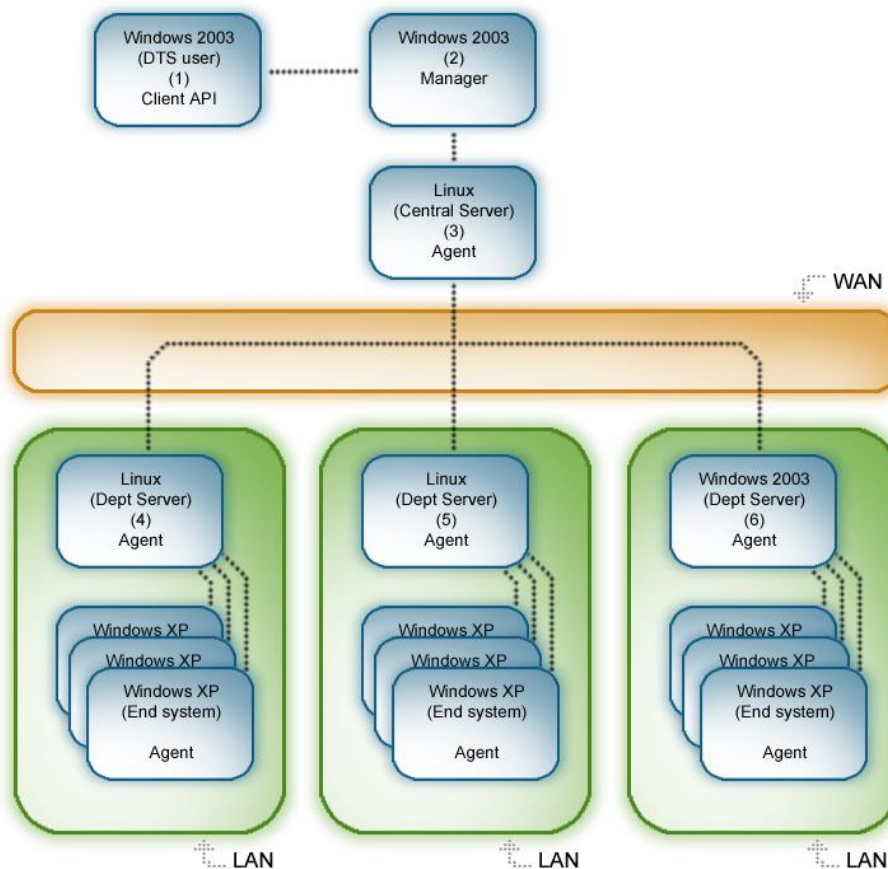 Windows 2003
(DTS user)
(1)
Client API
Windows 2003
(2)
Manager
Linux
(Central Server)
(3)
Agent
WAN
Linux
(Dept Server)
(4)
Agent
Linux
(Dept Server)
(5)
Agent
Windows 2003
(Dept Server)
(6)
Agent
Windows XP
Windows XP
Windows XP
(End system)
Agent
Windows XP
Windows XP
Windows XP
(End system)
Agent
Windows XP
Windows XP
Windows XP
(End system)
Agent
LAN
LAN
LAN